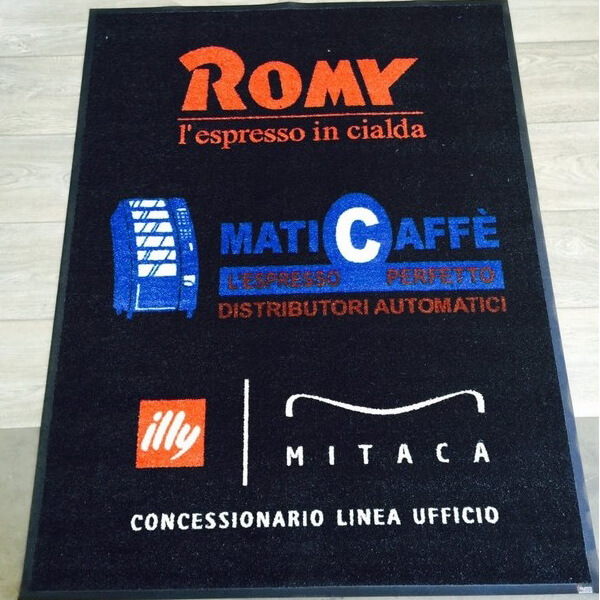 ROMY
l'espresso in cialda
MATICAFFÈ
L'ESPRESSO PERFETTO
DISTRIBUTORI AUTOMATICI
illy
MITACA
CONCESSIONARIO LINEA UFFICIO